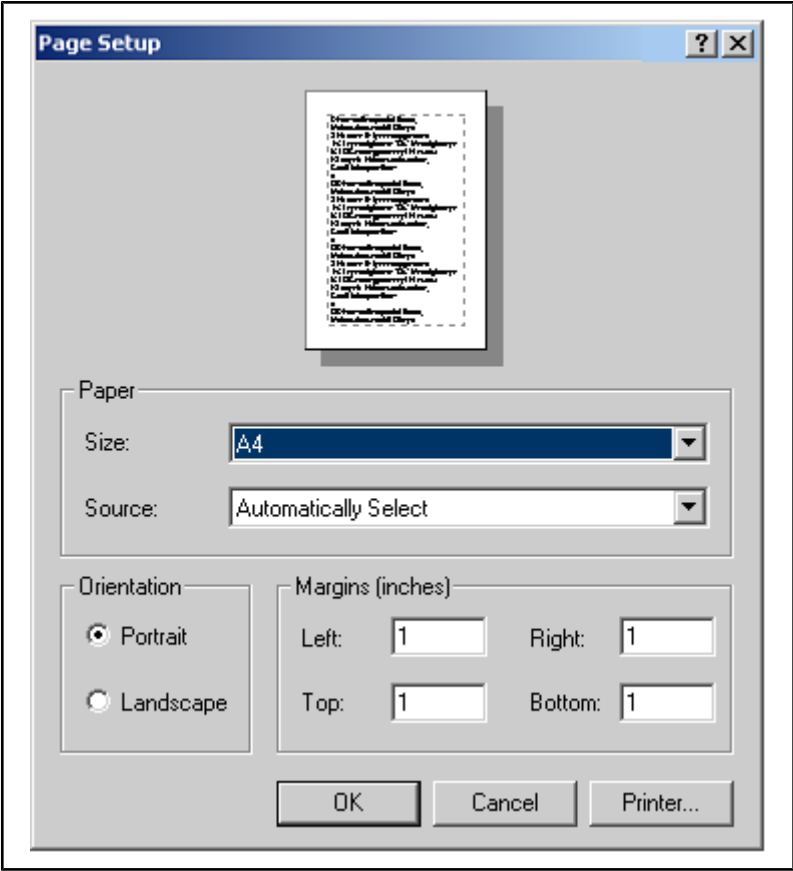 Page Setup
Paper
Size: A4
Source: Automatically Select
Orientation
Portrait
Landscape
Margins (inches)
Left: 1 Right: 1
Top: 1 Bottom: 1
OK Cancel Printer...